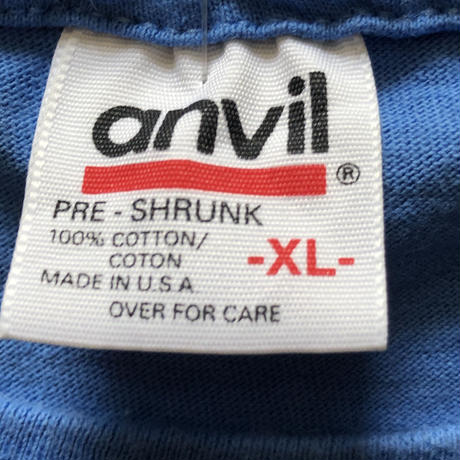 anvil
®
PRE - SHRUNK
100% COTTON/
COTON
-XL-
MADE IN U.S.A.
OVER FOR CARE